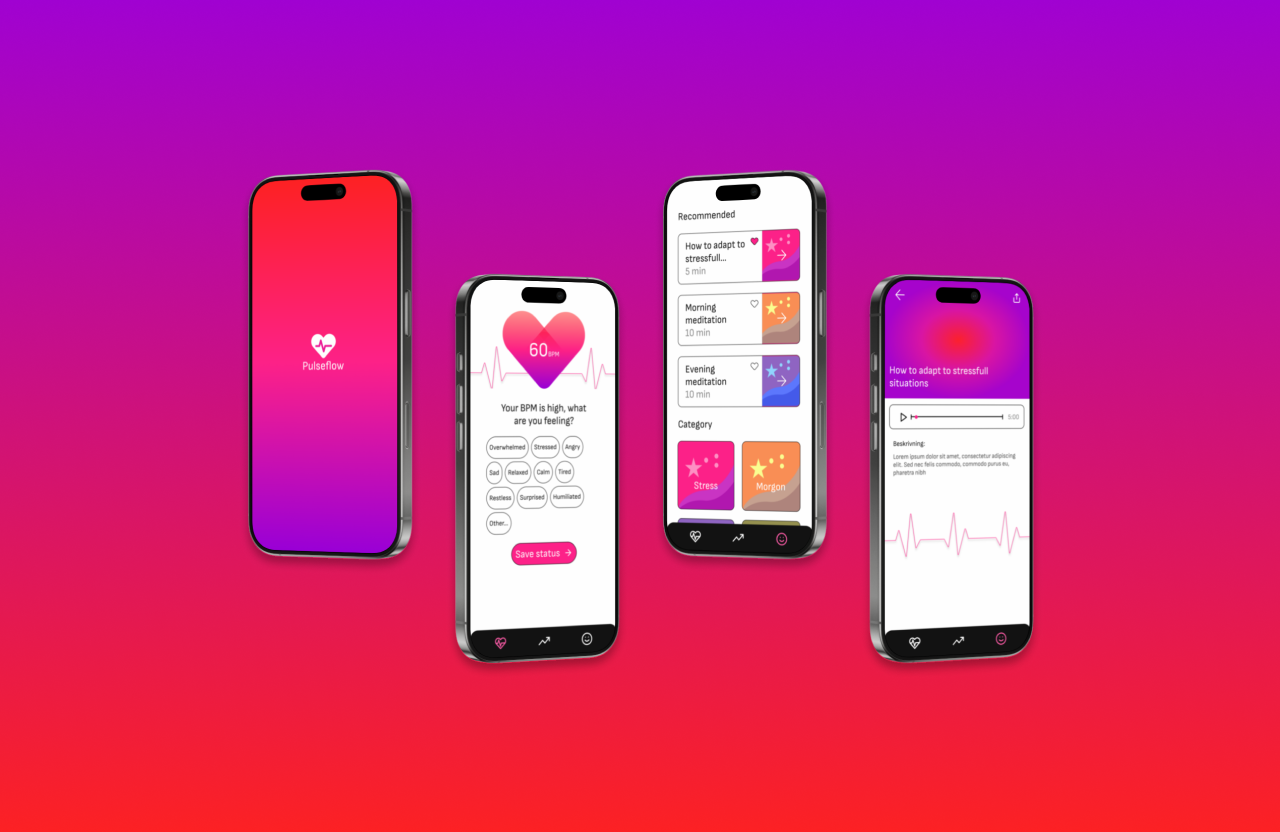 Pulseflow
60 BPM
Your BPM is high, what
are you feeling?
Overwhelmed Stressed Angry
Sad Relaxed Calm Tired
Restless Surprised Humiliated
Other...
Save status
Recommended
How to adapt to
stressfull...
5 min
Morning
meditation
10 min
Evening
meditation
10 min
Category
Stress Morgon
How to adapt to stressfull
situations
5:00
Beskrivning:
Lorem ipsum dolor sit amet, consectetur adipiscing
elit. Sed nec felis commodo, commodo purus eu,
pharetra nibh